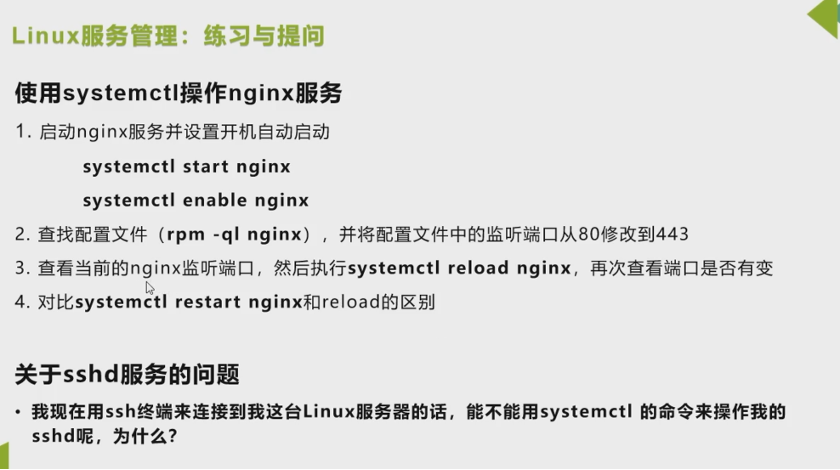 Linux服务管理：练习与提问
使用systemctl操作nginx服务
1. 启动nginx服务并设置开机自动启动
systemctl start nginx
systemctl enable nginx
2. 查找配置文件（rpm -ql nginx），并将配置文件中的监听端口从80修改到443
3. 查看当前的nginx监听端口，然后执行systemctl reload nginx，再次查看端口是否有变
4. 对比systemctl restart nginx和reload的区别
关于sshd服务的问题
• 我现在用ssh终端来连接到我这台Linux服务器的话，能不能用systemctl 的命令来操作我的
sshd呢，为什么？